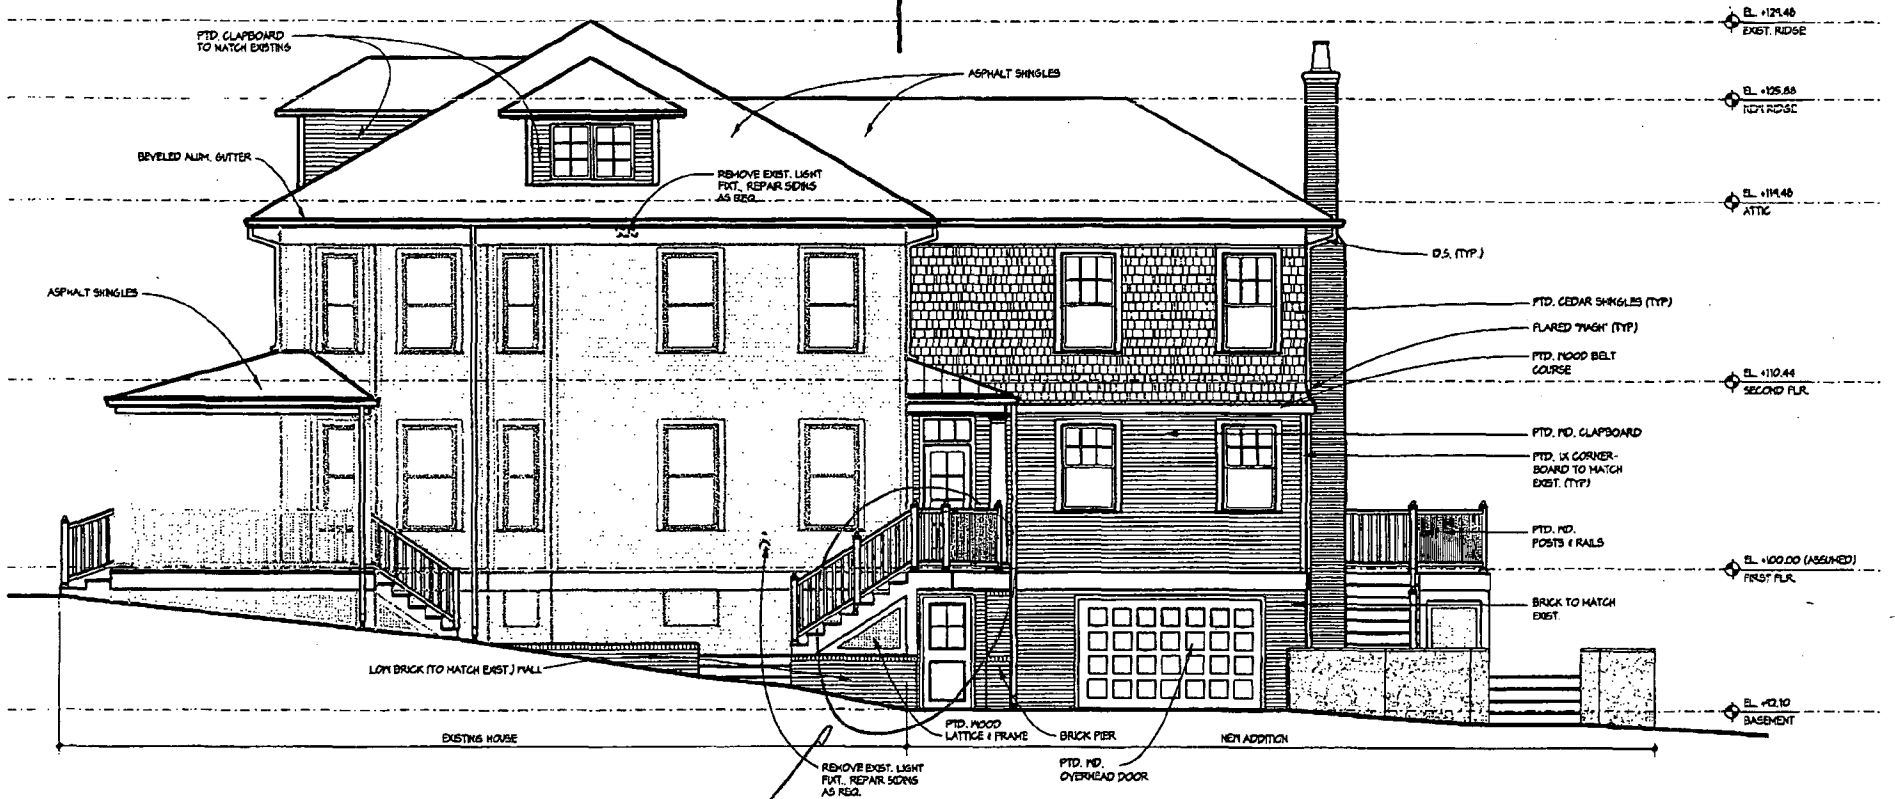 EL. +129.48
EXIST. RIDGE
PTD. CLAPBOARD
TO MATCH EXISTING
ASPHALT SHINGLES
EL. +125.88
NEW RIDGE
BEVELED ALUM. GUTTER
REMOVE EXIST. LIGHT
FIXT., REPAIR SIDING
AS REQ.
EL. +119.48
ATTIC
D.S. (TYP.)
ASPHALT SHINGLES
PTD. CEDAR SHINGLES (TYP)
FLARED "WASH" (TYP)
PTD. WOOD BELT
COURSE
EL. +110.44
SECOND FLR.
PTD. WD. CLAPBOARD
PTD. 1X CORNER-
BOARD TO MATCH
EXIST. (TYP)
PTD. WD.
POSTS & RAILS
EL. +100.00 (ASSUMED)
FIRST FLR.
BRICK TO MATCH
EXIST.
LOW BRICK (TO MATCH EXIST.) WALL
EL. +92.10
BASEMENT
PTD. WOOD
LATTICE & FRAME
BRICK PIER
EXISTING HOUSE
NEW ADDITION
REMOVE EXIST. LIGHT
FIXT., REPAIR SIDING
AS REQ.
PTD. WD.
OVERHEAD DOOR